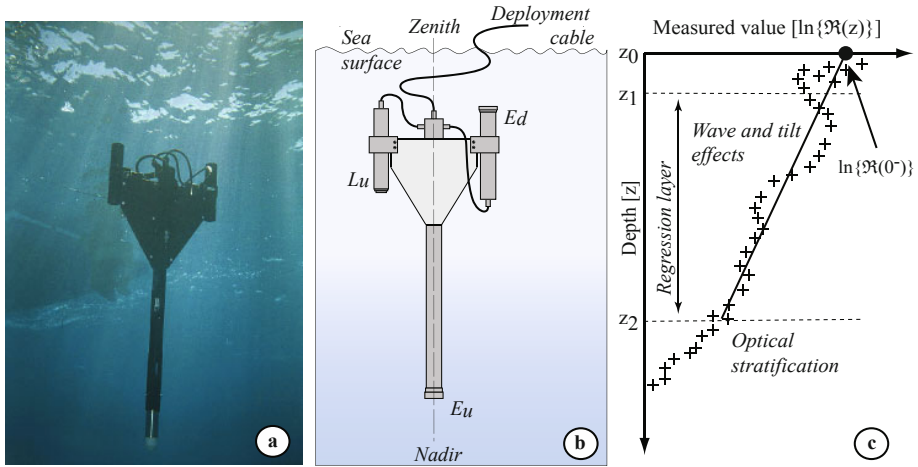 a
Deployment
cable
Zenith
Sea
surface
Ed
Lu
Eu
Nadir
b
Measured value [ln{ℜ(z)}]
z0
z1
Wave and tilt
effects
ln{ℜ(0⁻)}
Regression layer
Depth [z]
z2
Optical
stratification
c